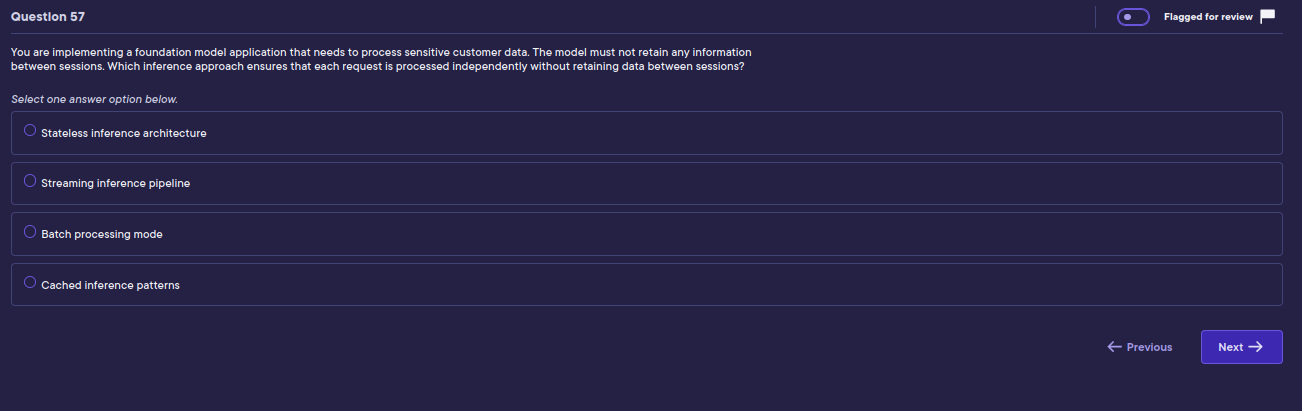 Question 57
Flagged for review
You are implementing a foundation model application that needs to process sensitive customer data. The model must not retain any information
between sessions. Which inference approach ensures that each request is processed independently without retaining data between sessions?
Select one answer option below.
Stateless inference architecture
Streaming inference pipeline
Batch processing mode
Cached inference patterns
Previous
Next